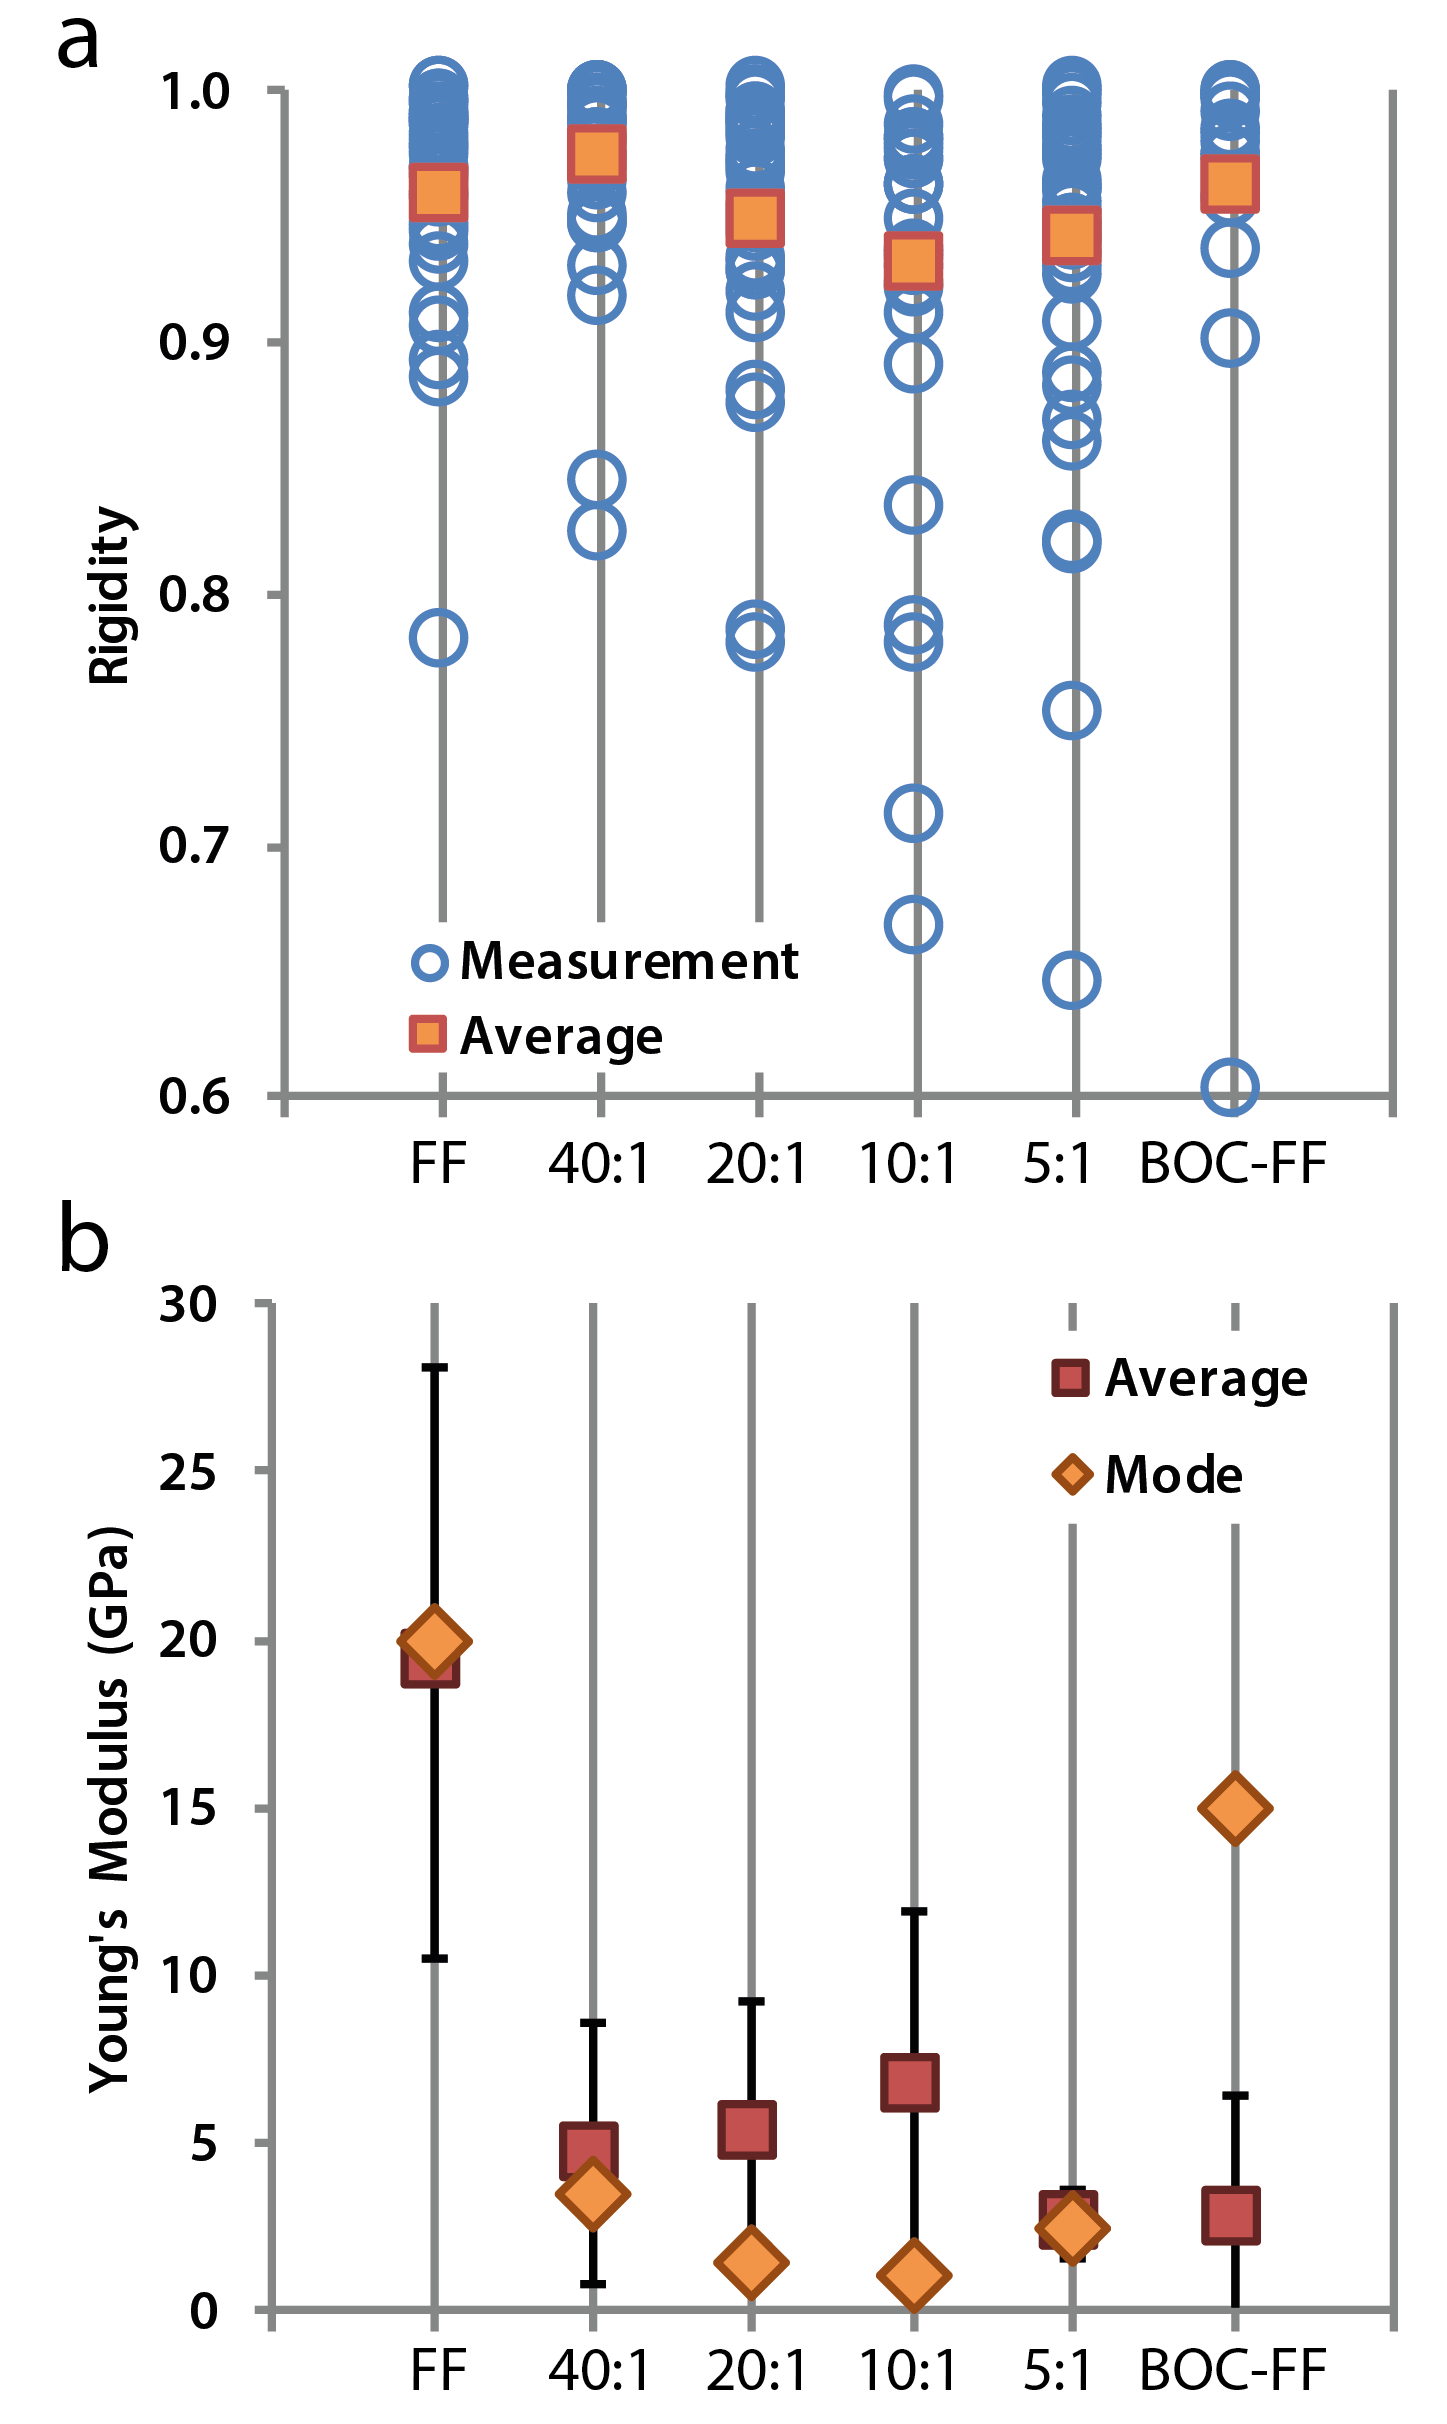 a
1.0
0.9
0.8
0.7
0.6
Rigidity
Measurement
Average
FF 40:1 20:1 10:1 5:1 BOC-FF
b
30
25
20
15
10
5
0
Young's Modulus (GPa)
Average
Mode
FF 40:1 20:1 10:1 5:1 BOC-FF